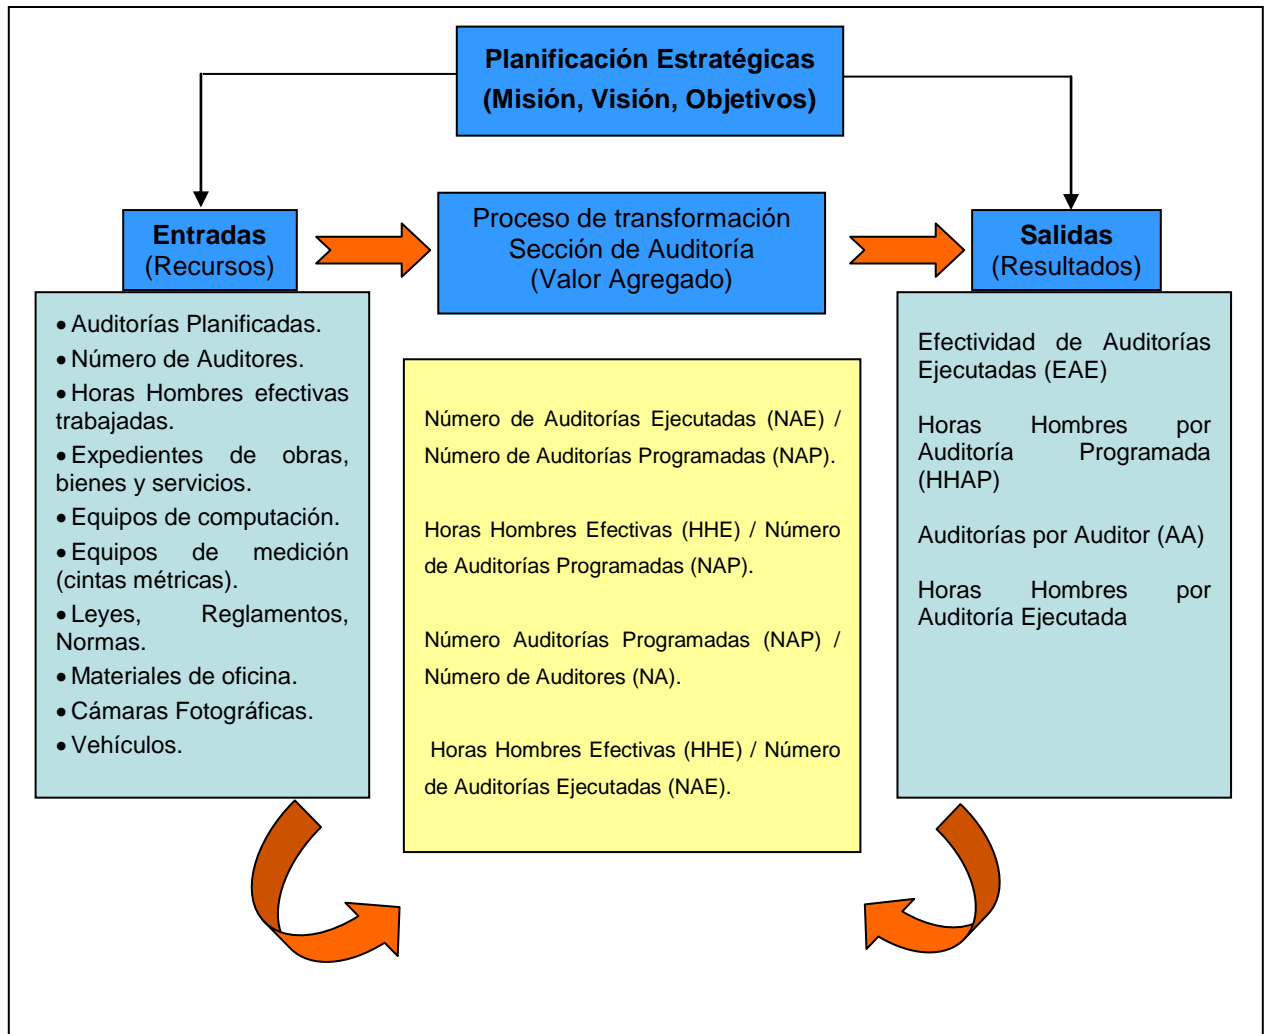 Planificación Estratégicas
(Misión, Visión, Objetivos)
Entradas
(Recursos)
Proceso de transformación
Sección de Auditoría
(Valor Agregado)
Salidas
(Resultados)
• Auditorías Planificadas.
• Número de Auditores.
• Horas Hombres efectivas
trabajadas.
• Expedientes de obras,
bienes y servicios.
• Equipos de computación.
• Equipos de medición
(cintas métricas).
• Leyes, Reglamentos,
Normas.
• Materiales de oficina.
• Cámaras Fotográficas.
• Vehículos.
Número de Auditorías Ejecutadas (NAE) /
Número de Auditorías Programadas (NAP).
Horas Hombres Efectivas (HHE) / Número
de Auditorías Programadas (NAP).
Número Auditorías Programadas (NAP) /
Número de Auditores (NA).
Horas Hombres Efectivas (HHE) / Número
de Auditorías Ejecutadas (NAE).
Efectividad de Auditorías
Ejecutadas (EAE)
Horas Hombres por
Auditoría Programada
(HHAP)
Auditorías por Auditor (AA)
Horas Hombres por
Auditoría Ejecutada